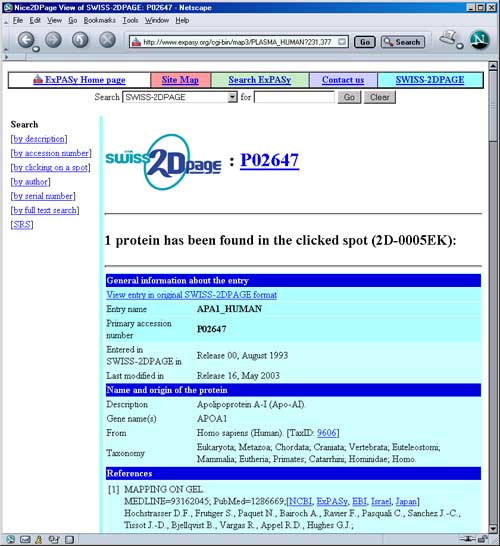 Nice2DPage View of SWISS-2DPAGE: P02647 - Netscape
File Edit View Go Bookmarks Tools Window Help
http://www.expasy.org/cgi-bin/map3/PLASMA_HUMAN?231,377 Go Search
ExPASy Home page Site Map Search ExPASy Contact us SWISS-2DPAGE
Search SWISS-2DPAGE for Go Clear
Search
[by description]
[by accession number]
[by clicking on a spot]
[by author]
[by serial number]
[by full text search]
[SRS]
swiss 2D page : P02647
1 protein has been found in the clicked spot (2D-0005EK):
General information about the entry
View entry in original SWISS-2DPAGE format
Entry name APA1_HUMAN
Primary accession number P02647
Entered in SWISS-2DPAGE in Release 00, August 1993
Last modified in Release 16, May 2003
Name and origin of the protein
Description Apolipoprotein A-I (Apo-AI).
Gene name(s) APOA1
From Homo sapiens (Human). [TaxID: 9606]
Taxonomy Eukaryota; Metazoa; Chordata; Craniata; Vertebrata; Euteleostomi;
Mammalia; Eutheria; Primates; Catarrhini; Hominidae; Homo.
References
[1] MAPPING ON GEL.
MEDLINE=93162045; PubMed=1286669;[NCBI, ExPASy, EBI, Israel, Japan]
Hochstrasser D.F., Frutiger S., Paquet N., Bairoch A., Ravier F., Pasquali C., Sanchez J.-C.,
Tissot J.-D., Bjellqvist B., Vargas R., Appel R.D., Hughes G.J.;